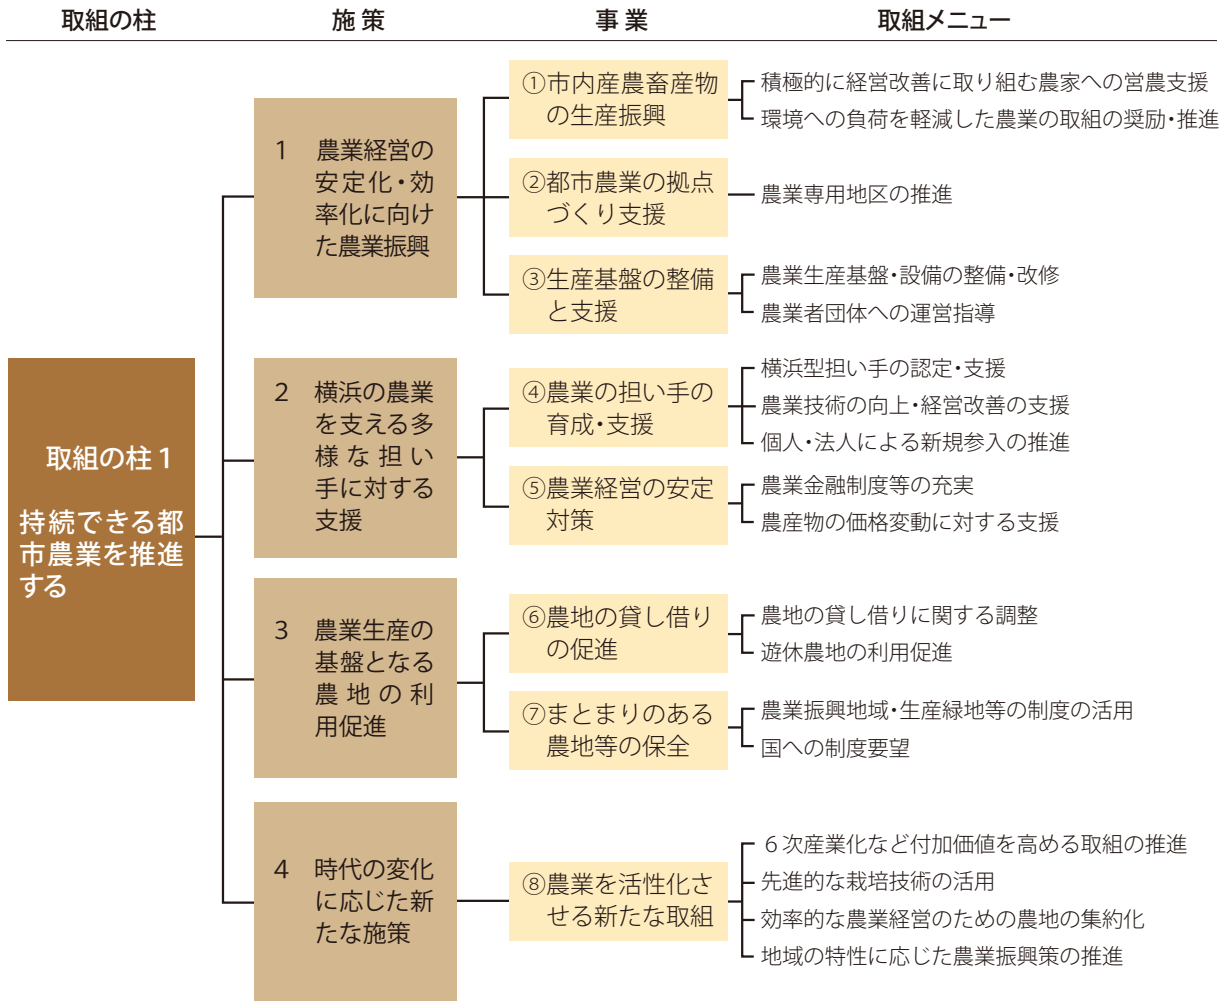 取組の柱
施 策
事 業
取組メニュー
取組の柱１
持続できる都
市農業を推進
する
1 農業経営の
安定化・効
率化に向け
た農業振興
①市内産農畜産物
の生産振興
積極的に経営改善に取り組む農家への営農支援
環境への負荷を軽減した農業の取組の奨励・推進
②都市農業の拠点
づくり支援
農業専用地区の推進
③生産基盤の整備
と支援
農業生産基盤・設備の整備・改修
農業者団体への運営指導
2 横浜の農業
を支える多
様な担い
手に対する
支援
④農業の担い手の
育成・支援
横浜型担い手の認定・支援
農業技術の向上・経営改善の支援
個人・法人による新規参入の推進
⑤農業経営の安定
対策
農業金融制度等の充実
農産物の価格変動に対する支援
3 農業生産の
基盤となる
農地の利
用促進
⑥農地の貸し借り
の促進
農地の貸し借りに関する調整
遊休農地の利用促進
⑦まとまりのある
農地等の保全
農業振興地域・生産緑地等の制度の活用
国への制度要望
4 時代の変化
に応じた新
たな施策
⑧農業を活性化さ
せる新たな取組
６次産業化など付加価値を高める取組の推進
先進的な栽培技術の活用
効率的な農業経営のための農地の集約化
地域の特性に応じた農業振興策の推進